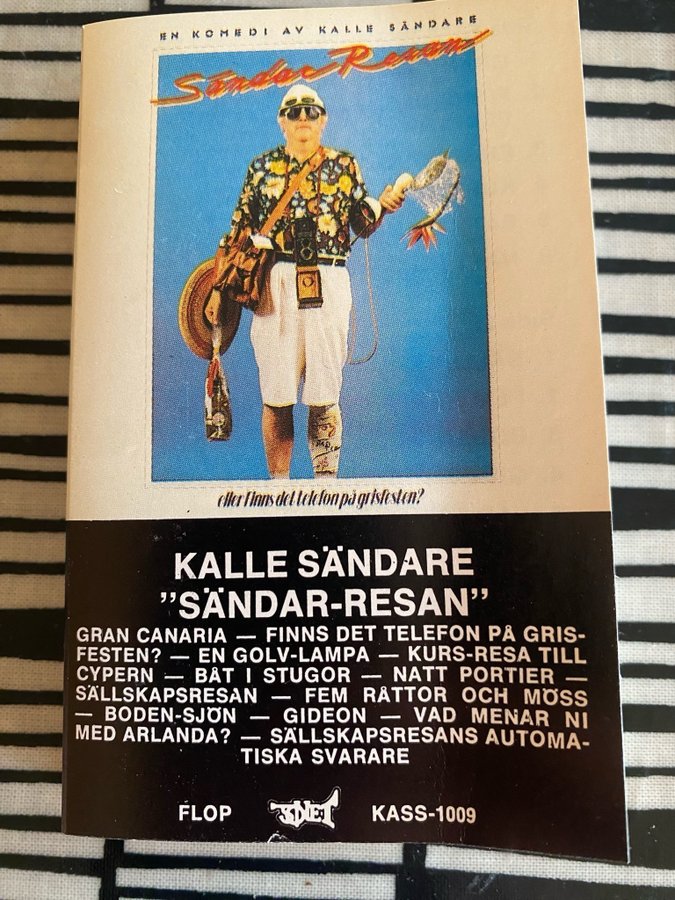 EN KOMEDI AV KALLE SÄNDARE
Sändar Resan
eller Finns det telefon på grisfesten?
KALLE SÄNDARE
"SÄNDAR-RESAN"
GRAN CANARIA — FINNS DET TELEFON PÅ GRIS-
FESTEN? — EN GOLV-LAMPA — KURS-RESA TILL
CYPERN — BÅT I STUGOR — NATT PORTIER —
SÄLLSKAPSRESAN — FEM RÅTTOR OCH MÖSS
— BODEN-SJÖN — GIDEON — VAD MENAR NI
MED ARLANDA? — SÄLLSKAPSRESANS AUTOMA-
TISKA SVARARE
FLOP KASS-1009